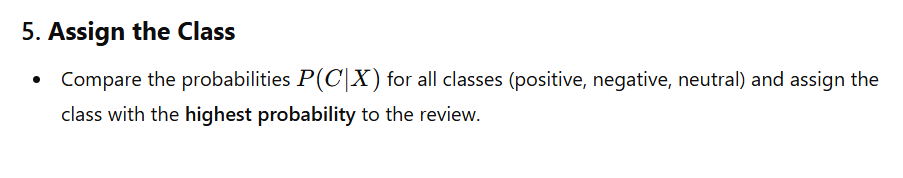 5. Assign the Class
• Compare the probabilities P(C|X) for all classes (positive, negative, neutral) and assign the
class with the highest probability to the review.